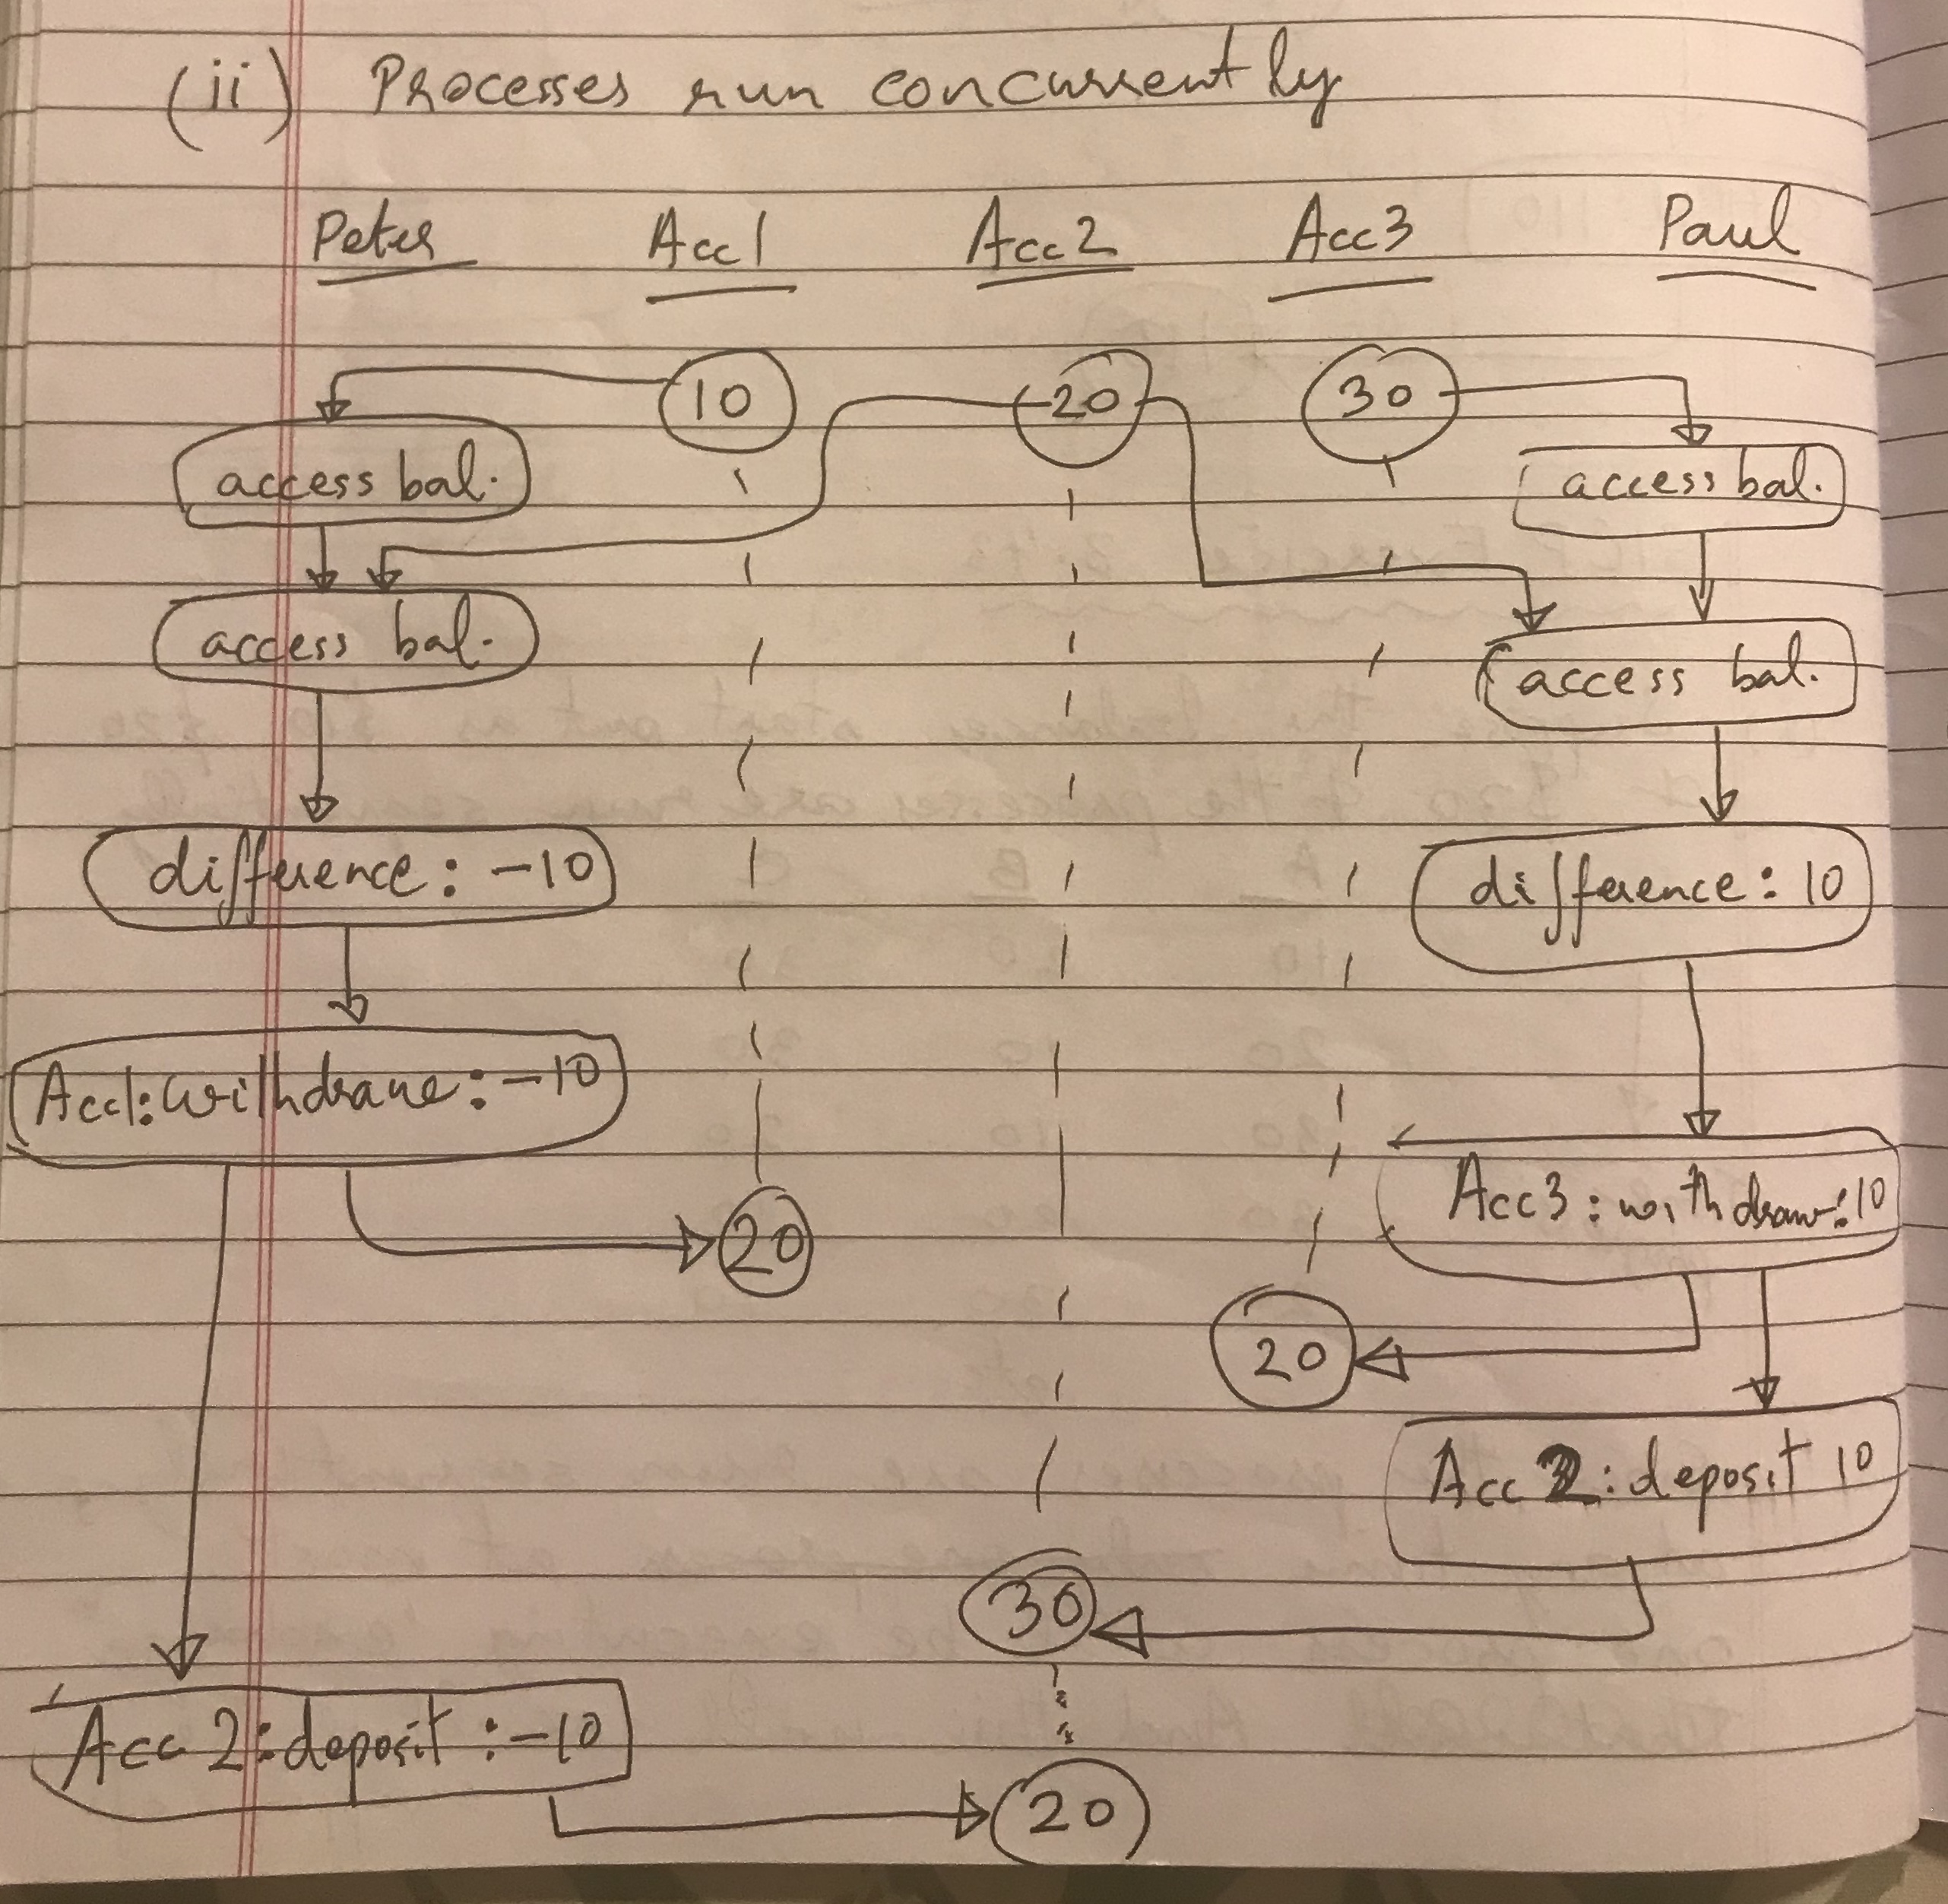 (ii) Processes run concurrently
Peter Acc1 Acc2 Acc3 Paul
10 20 30
access bal. access bal.
access bal. access bal.
difference: -10 difference: 10
Acc1: withdrawe: -10
Acc3: withdraw: 10
20
20
Acc 2: deposit 10
30
Acc 2: deposit: -10
20